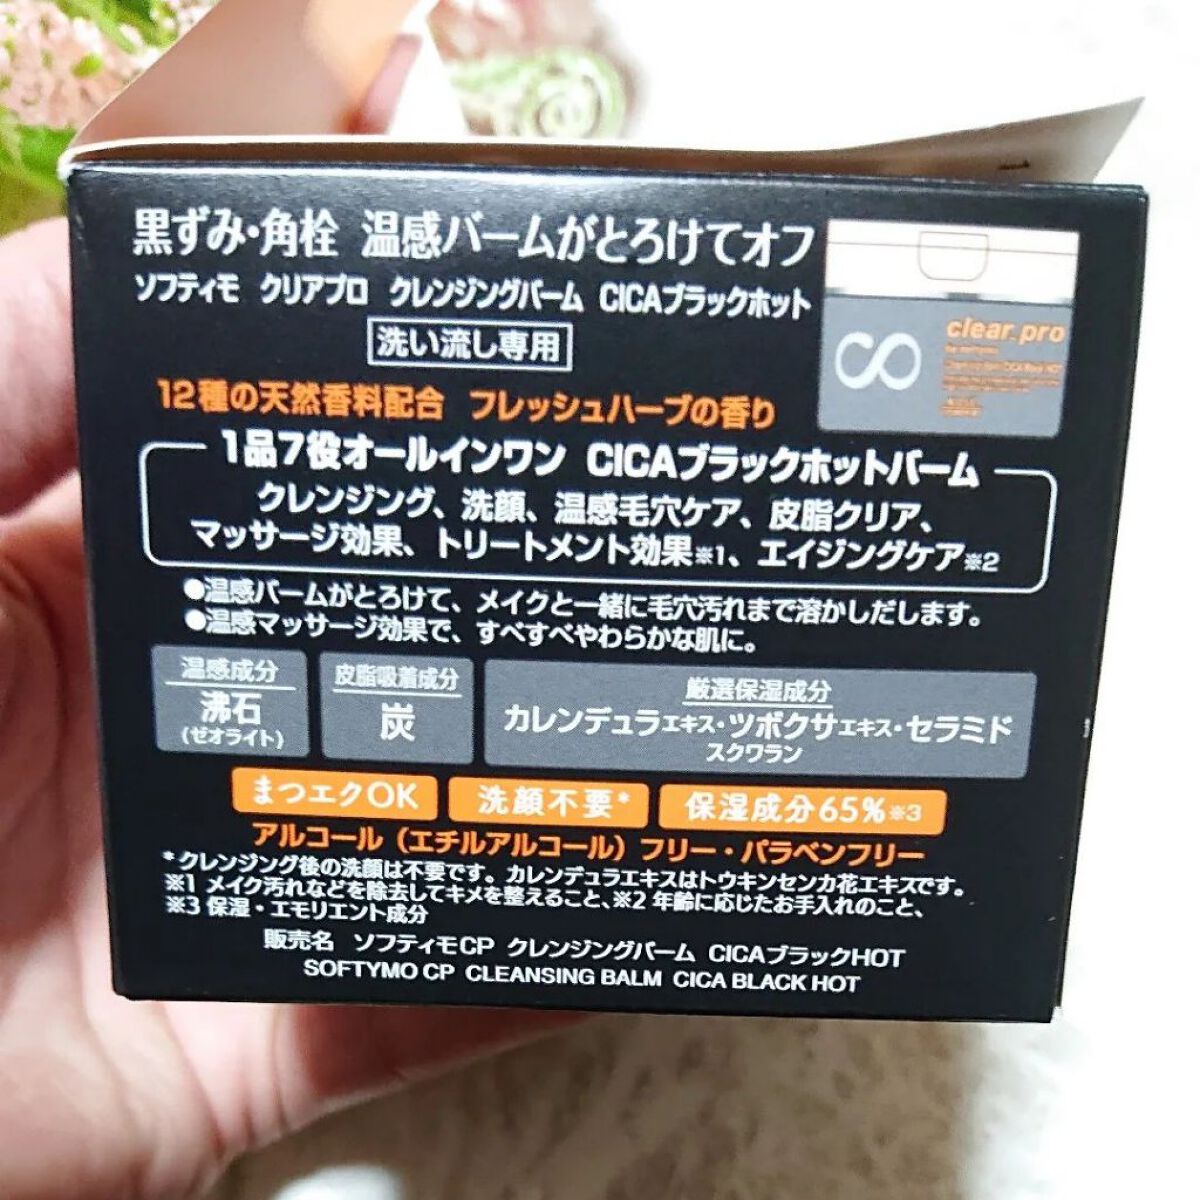 黒ずみ・角栓 温感バームがとろけてオフ
ソフティモ クリアプロ クレンジングバーム CICAブラックホット
洗い流し専用
clear.pro
12種の天然香料配合 フレッシュハーブの香り
1品7役オールインワン CICAブラックホットバーム
クレンジング、洗顔、温感毛穴ケア、皮脂クリア、
マッサージ効果、トリートメント効果※1、エイジングケア※2
●温感バームがとろけて、メイクと一緒に毛穴汚れまで溶かしだします。
●温感マッサージ効果で、すべすべやわらかな肌に。
温感成分
沸石
(ゼオライト)
皮脂吸着成分
炭
厳選保湿成分
カレンデュラエキス・ツボクサエキス・セラミド
スクワラン
まつエクOK
洗顔不要*
保湿成分65%※3
アルコール（エチルアルコール）フリー・パラベンフリー
*クレンジング後の洗顔は不要です。カレンデュラエキスはトウキンセンカ花エキスです。
※1 メイク汚れなどを除去してキメを整えること、※2 年齢に応じたお手入れのこと、
※3 保湿・エモリエント成分
販売名 ソフティモCP クレンジングバーム CICAブラックHOT
SOFTYMO CP CLEANSING BALM CICA BLACK HOT